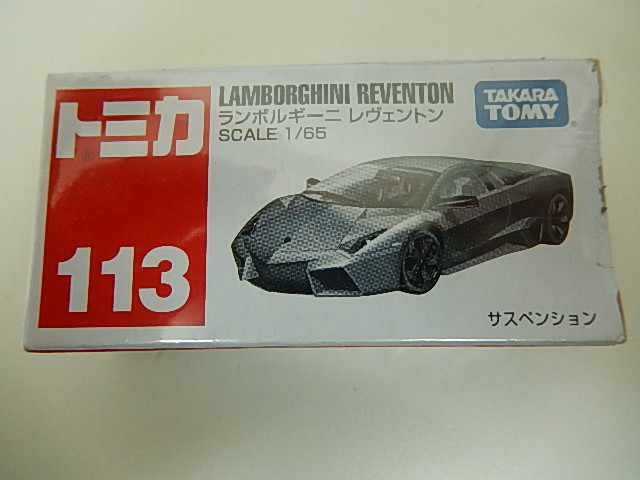 トミカ
113
LAMBORGHINI REVENTON
ランボルギーニ レヴェントン
SCALE 1/65
TAKARA
TOMY
サスペンション